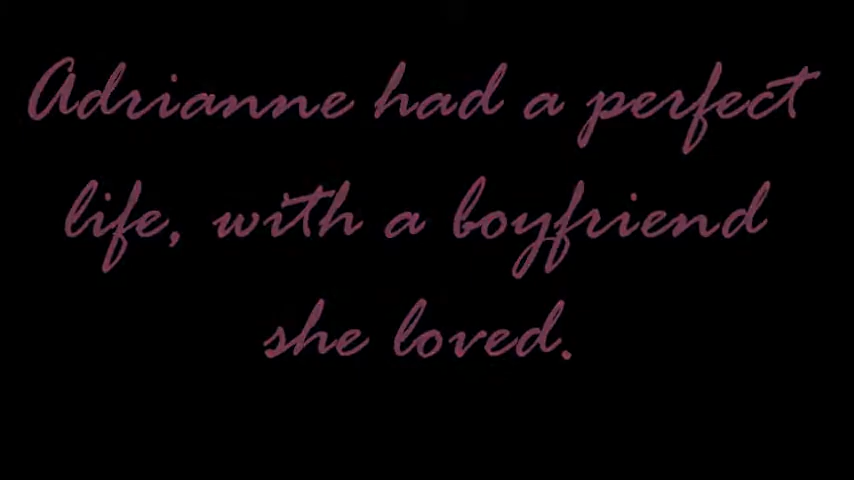 Adrianne had a perfect
life, with a boyfriend
she loved.